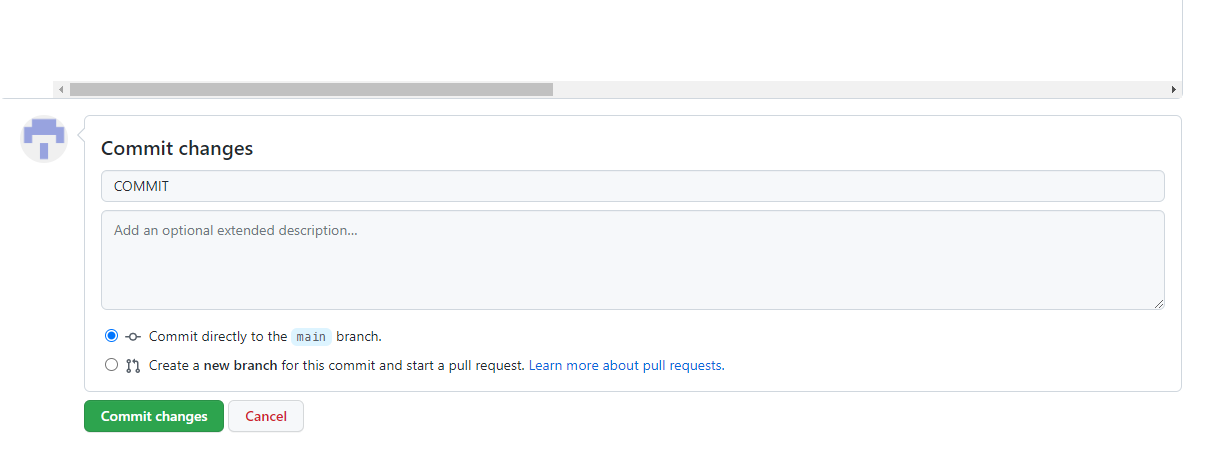 Commit changes
COMMIT
Add an optional extended description...
Commit directly to the main branch.
Create a new branch for this commit and start a pull request. Learn more about pull requests.
Commit changes Cancel